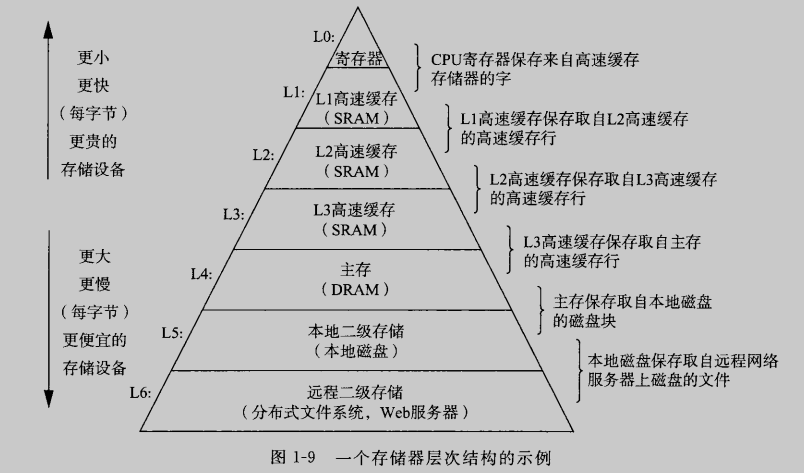 L0:
寄存器
CPU寄存器保存来自高速缓存
存储器的字
更小
更快
（每字节）
更贵的
存储设备
L1:
L1高速缓存
（SRAM）
L1高速缓存保存取自L2高速缓存
的高速缓存行
L2:
L2高速缓存
（SRAM）
L2高速缓存保存取自L3高速缓存
的高速缓存行
L3:
L3高速缓存
（SRAM）
L3高速缓存保存取自主存
的高速缓存行
更大
更慢
（每字节）
更便宜的
存储设备
L4:
主存
（DRAM）
主存保存取自本地磁盘
的磁盘块
L5:
本地二级存储
（本地磁盘）
本地磁盘保存取自远程网络
服务器上磁盘的文件
L6:
远程二级存储
（分布式文件系统，Web服务器）
图 1-9 一个存储器层次结构的示例